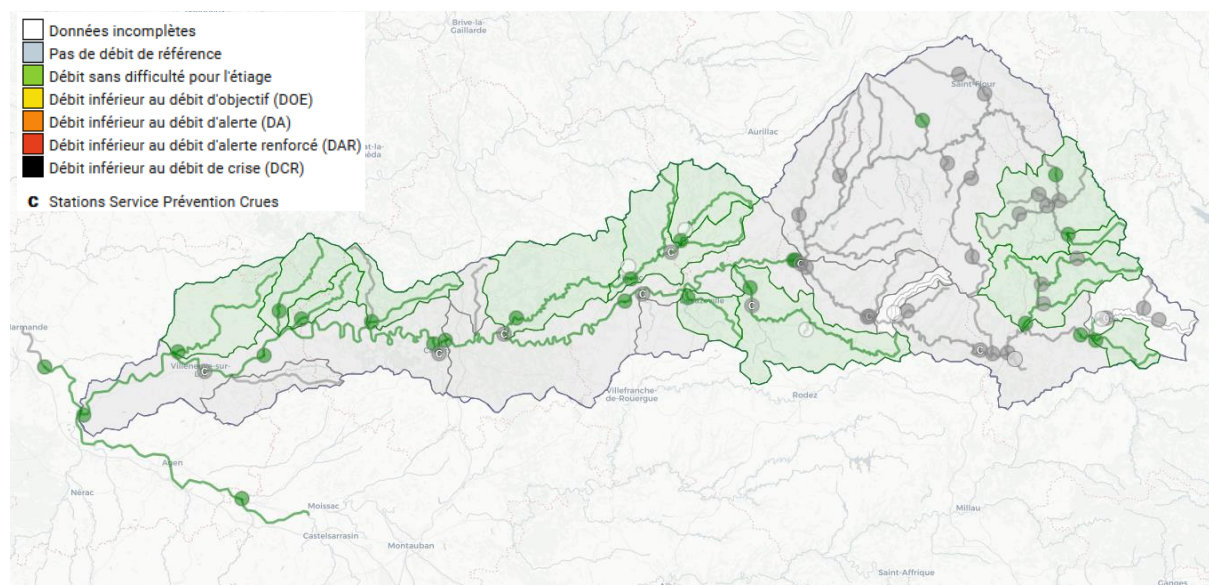 Données incomplètes
Pas de débit de référence
Débit sans difficulté pour l'étiage
Débit inférieur au débit d'objectif (DOE)
Débit inférieur au débit d'alerte (DA)
Débit inférieur au débit d'alerte renforcé (DAR)
Débit inférieur au débit de crise (DCR)
C Stations Service Prévention Crues
Brive-la
Gaillarde
Aurillac
Saint-Flour
Villeneuve-sur-
Villefranche-
de-Rouergue
Rodez
Agen
Nérac
Moissac
Castelsarrasin
Montauban
Millau
Saint-Affrique
Ganges
C
C
C
C
C
C
C
C